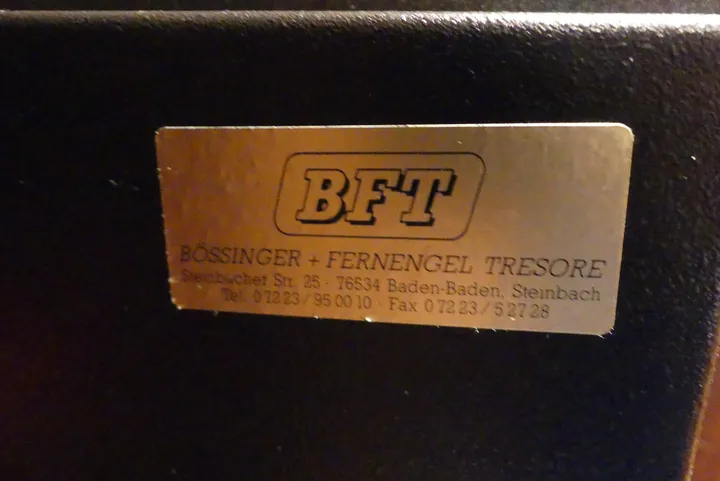 BFT
BÖSSINGER + FERNENGEL TRESORE
Steinbacher Str. 25 · 76534 Baden-Baden, Steinbach
Tel. 0 72 23 / 95 00 10 · Fax 0 72 23 / 5 27 28